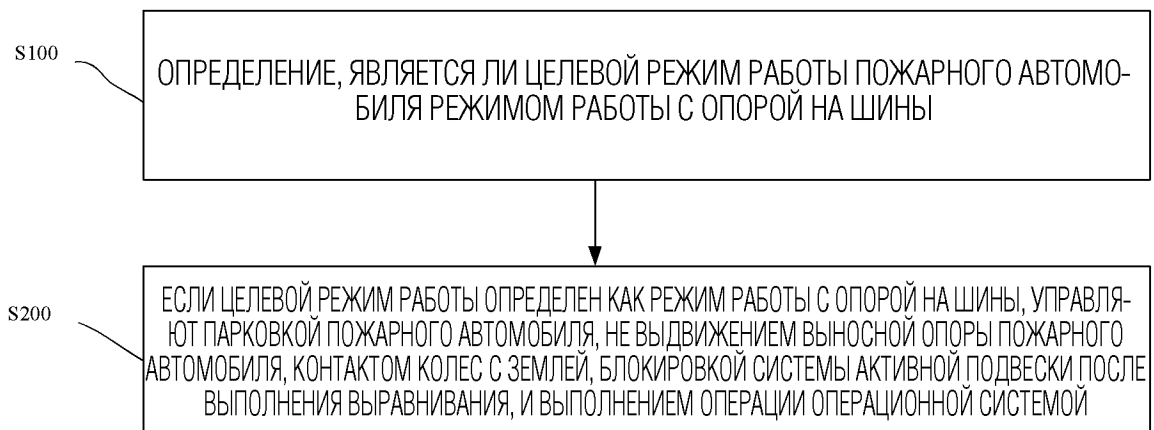 S100
ОПРЕДЕЛЕНИЕ, ЯВЛЯЕТСЯ ЛИ ЦЕЛЕВОЙ РЕЖИМ РАБОТЫ ПОЖАРНОГО АВТОМО-
БИЛЯ РЕЖИМОМ РАБОТЫ С ОПОРОЙ НА ШИНЫ
S200
ЕСЛИ ЦЕЛЕВОЙ РЕЖИМ РАБОТЫ ОПРЕДЕЛЕН КАК РЕЖИМ РАБОТЫ С ОПОРОЙ НА ШИНЫ, УПРАВЛЯ-
ЮТ ПАРКОВКОЙ ПОЖАРНОГО АВТОМОБИЛЯ, НЕ ВЫДВИЖЕНИЕМ ВЫНОСНОЙ ОПОРЫ ПОЖАРНОГО
АВТОМОБИЛЯ, КОНТАКТОМ КОЛЕС С ЗЕМЛЕЙ, БЛОКИРОВКОЙ СИСТЕМЫ АКТИВНОЙ ПОДВЕСКИ ПОСЛЕ
ВЫПОЛНЕНИЯ ВЫРАВНИВАНИЯ, И ВЫПОЛНЕНИЕМ ОПЕРАЦИИ ОПЕРАЦИОННОЙ СИСТЕМОЙ